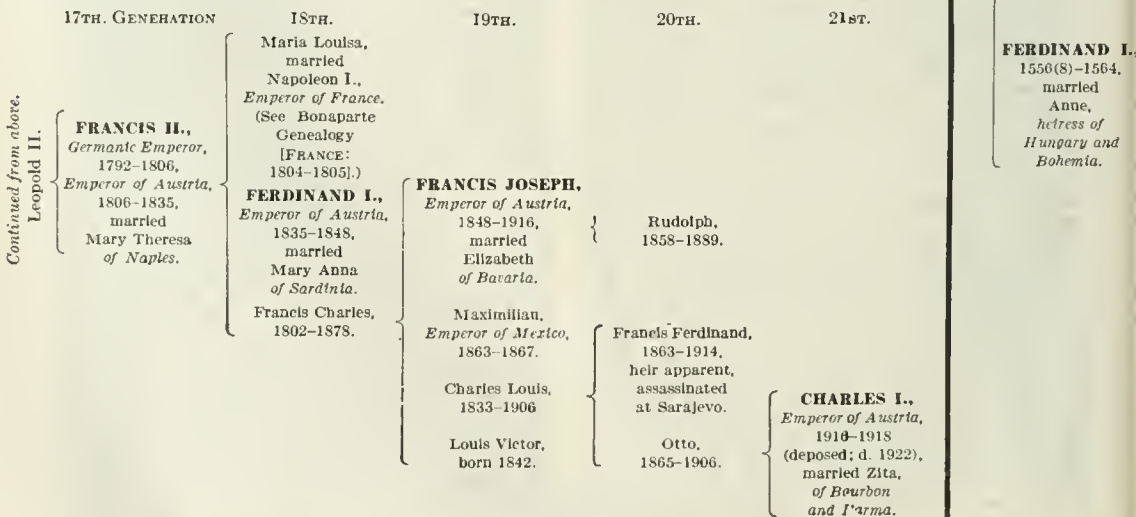 17TH. GENERATION
18TH.
19TH.
20TH.
21ST.
Continued from above.
Leopold II.
FRANCIS II.,
Germanic Emperor,
1792–1806,
Emperor of Austria,
1806–1835,
married
Mary Theresa
of Naples.
Maria Louisa,
married
Napoleon I.,
Emperor of France.
(See Bonaparte
Genealogy
[FRANCE:
1804–1805].)
FERDINAND I.,
Emperor of Austria,
1835–1848,
married
Mary Anna
of Sardinia.
Francis Charles,
1802–1878.
FRANCIS JOSEPH,
Emperor of Austria,
1848–1916,
married
Elizabeth
of Bavaria.
Maximilian,
Emperor of Mexico,
1863–1867.
Charles Louis,
1833–1906
Louis Victor,
born 1842.
Rudolph,
1858–1889.
Francis Ferdinand,
1863–1914,
heir apparent,
assassinated
at Sarajevo.
Otto,
1865–1906.
CHARLES I.,
Emperor of Austria,
1916–1918
(deposed; d. 1922),
married Zita,
of Bourbon
and Parma.
FERDINAND I.,
1556(8)–1564,
married
Anne,
heiress of
Hungary and
Bohemia.